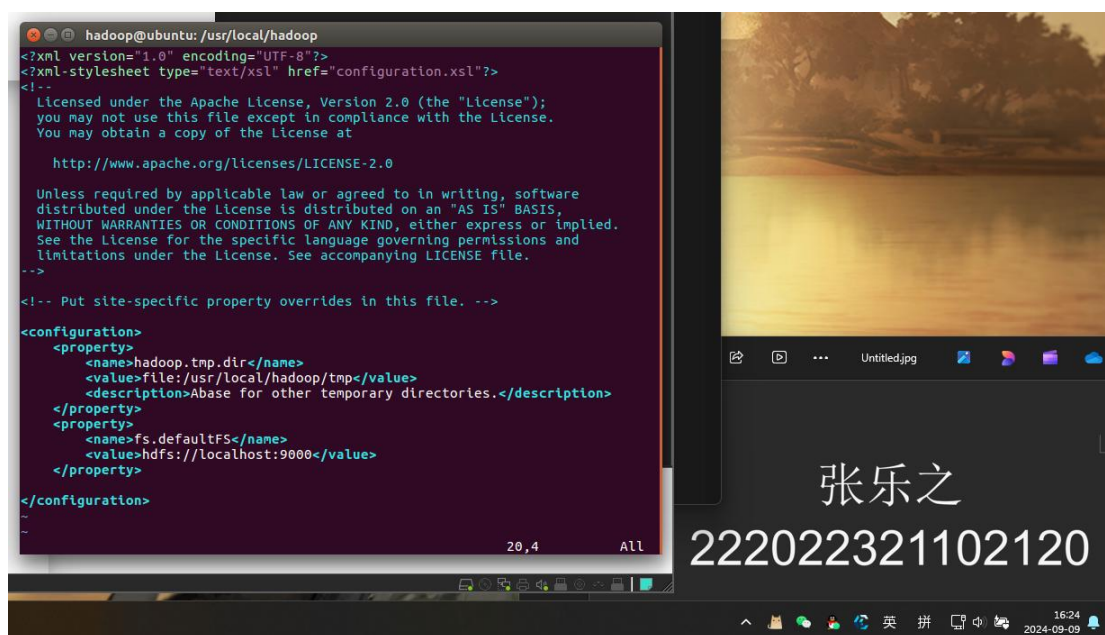 hadoop@ubuntu: /usr/local/hadoop
<?xml version="1.0" encoding="UTF-8"?>
<?xml-stylesheet type="text/xsl" href="configuration.xsl"?>
<!--
  Licensed under the Apache License, Version 2.0 (the "License");
  you may not use this file except in compliance with the License.
  You may obtain a copy of the License at

    http://www.apache.org/licenses/LICENSE-2.0

  Unless required by applicable law or agreed to in writing, software
  distributed under the License is distributed on an "AS IS" BASIS,
  WITHOUT WARRANTIES OR CONDITIONS OF ANY KIND, either express or implied.
  See the License for the specific language governing permissions and
  limitations under the License. See accompanying LICENSE file.
-->

<!-- Put site-specific property overrides in this file. -->

<configuration>
    <property>
        <name>hadoop.tmp.dir</name>
        <value>file:/usr/local/hadoop/tmp</value>
        <description>Abase for other temporary directories.</description>
    </property>
    <property>
        <name>fs.defaultFS</name>
        <value>hdfs://localhost:9000</value>
    </property>

</configuration>
~
~
20,4 All
Untitled.jpg
张乐之
222022321102120
英 拼 16:24
2024-09-09